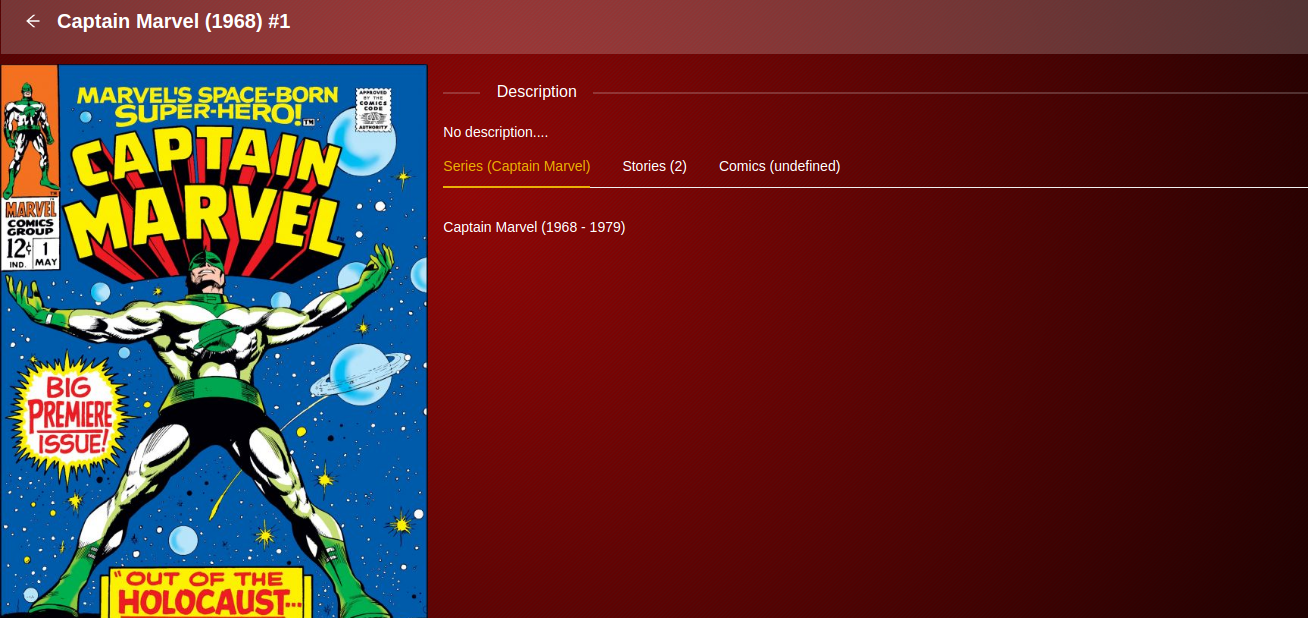 Captain Marvel (1968) #1
MARVEL'S SPACE-BORN
SUPER-HERO!™
APPROVED
BY THE
COMICS
CODE
AUTHORITY
CAPTAIN
MARVEL
MARVEL
COMICS
GROUP
12¢ 1
IND. MAY
BIG
PREMIERE
ISSUE!
"OUT OF THE
HOLOCAUST--
Description
No description....
Series (Captain Marvel) Stories (2) Comics (undefined)
Captain Marvel (1968 - 1979)